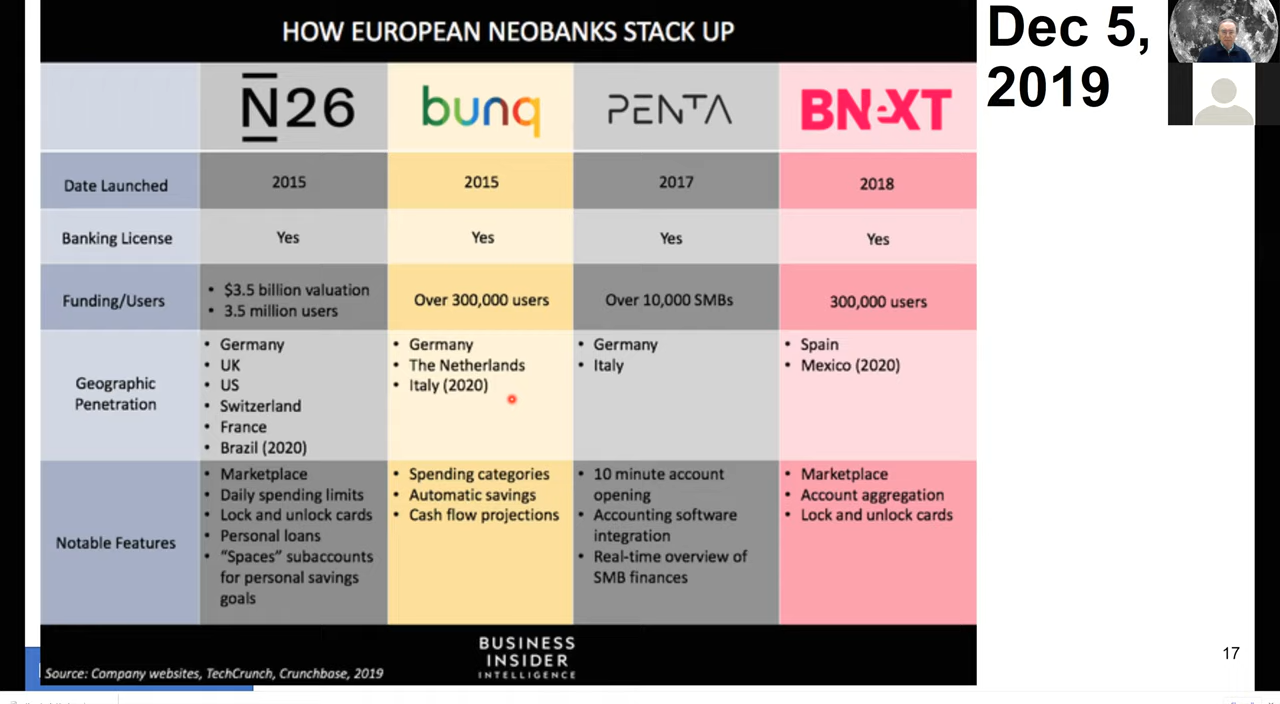 HOW EUROPEAN NEOBANKS STACK UP
Dec 5,
2019
N26
bunq
PENTA
BNEXT
Date Launched
2015
2015
2017
2018
Banking License
Yes
Yes
Yes
Yes
Funding/Users
• $3.5 billion valuation
• 3.5 million users
Over 300,000 users
Over 10,000 SMBs
300,000 users
Geographic
Penetration
• Germany
• UK
• US
• Switzerland
• France
• Brazil (2020)
• Germany
• The Netherlands
• Italy (2020)
• Germany
• Italy
• Spain
• Mexico (2020)
Notable Features
• Marketplace
• Daily spending limits
• Lock and unlock cards
• Personal loans
• “Spaces” subaccounts
for personal savings
goals
• Spending categories
• Automatic savings
• Cash flow projections
• 10 minute account
opening
• Accounting software
integration
• Real-time overview of
SMB finances
• Marketplace
• Account aggregation
• Lock and unlock cards
Source: Company websites, TechCrunch, Crunchbase, 2019
BUSINESS
INSIDER
INTELLIGENCE
17